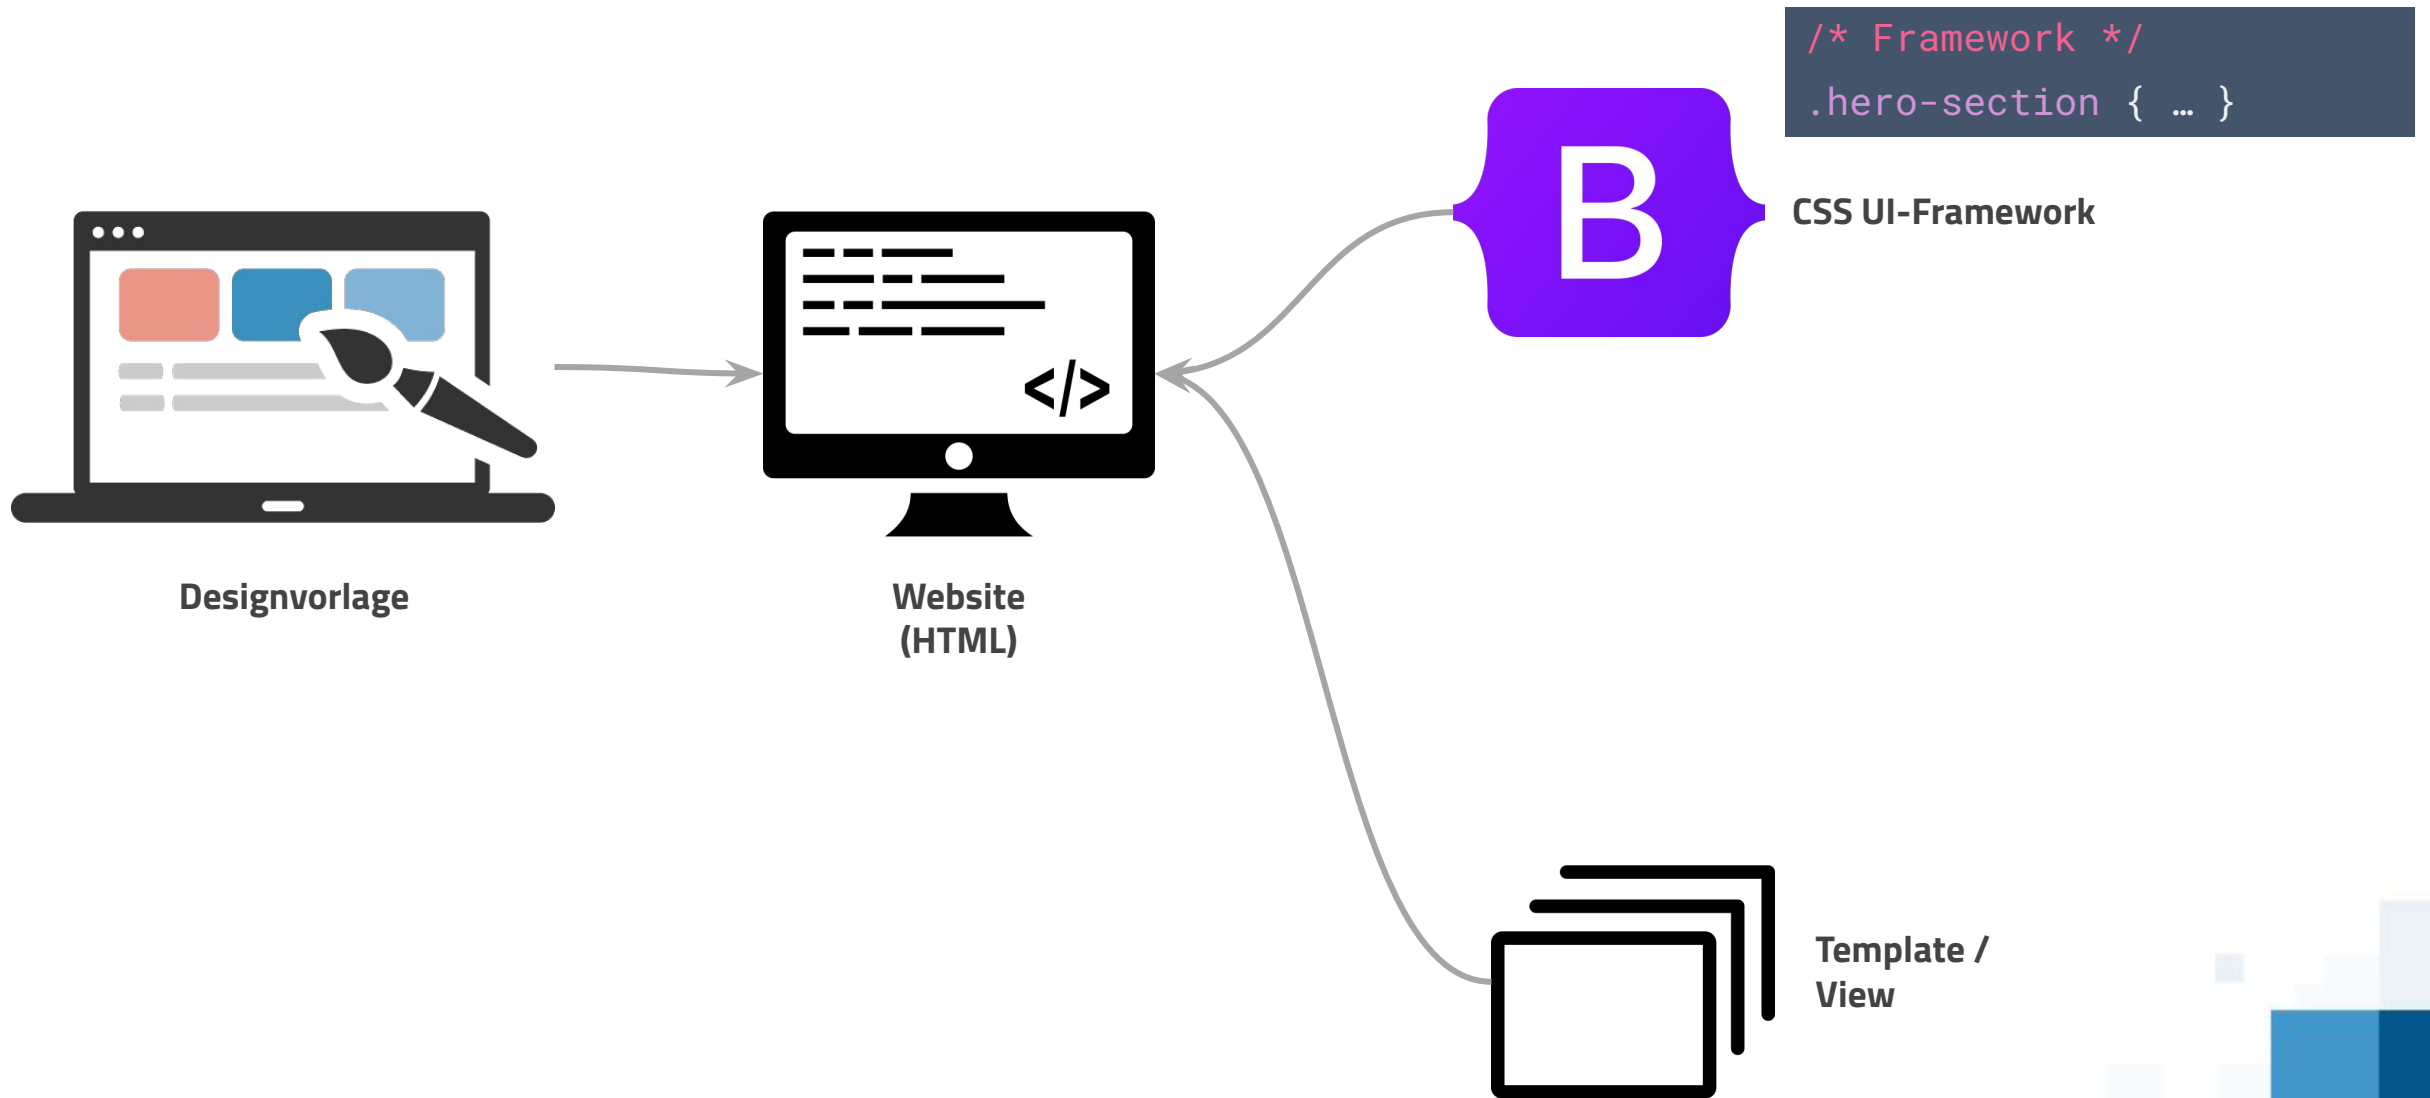 /* Framework */
.hero-section { … }
B
CSS UI-Framework
</>
Designvorlage
Website
(HTML)
Template /
View